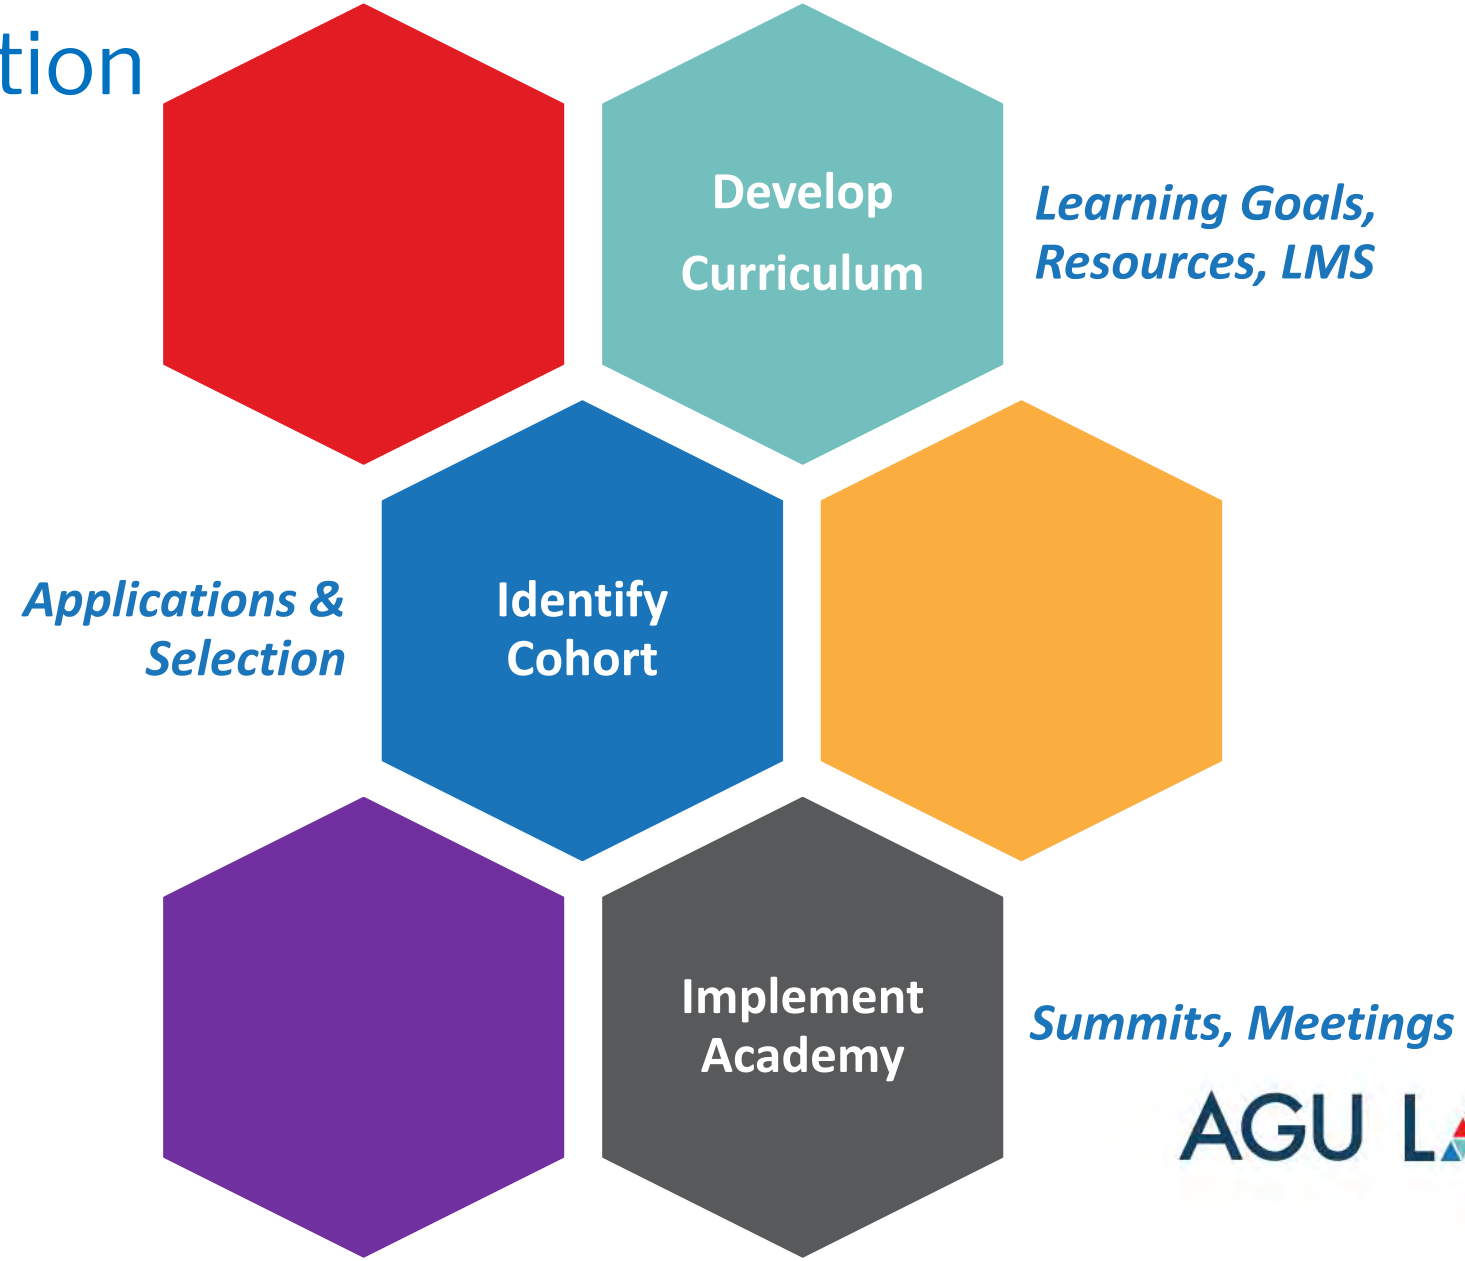 tion
Develop
Curriculum
Learning Goals,
Resources, LMS
Applications &
Selection
Identify
Cohort
Implement
Academy
Summits, Meetings
AGU L